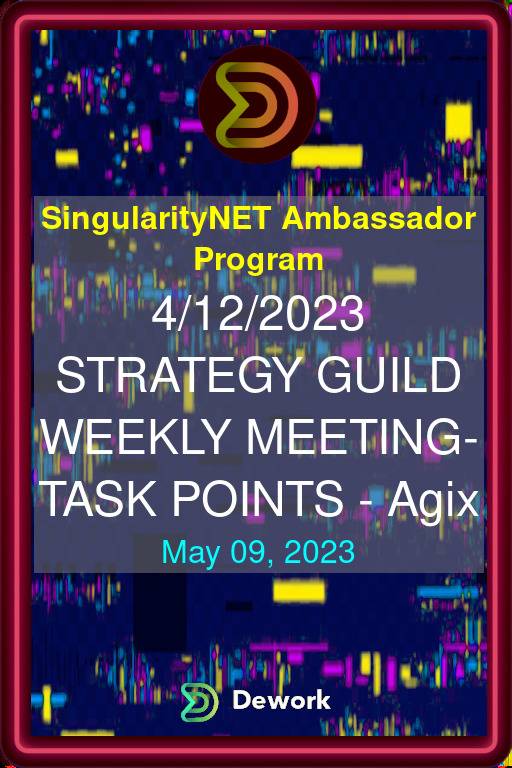 SingularityNET Ambassador
Program
4/12/2023
STRATEGY GUILD
WEEKLY MEETING-
TASK POINTS - Agix
May 09, 2023
Dework